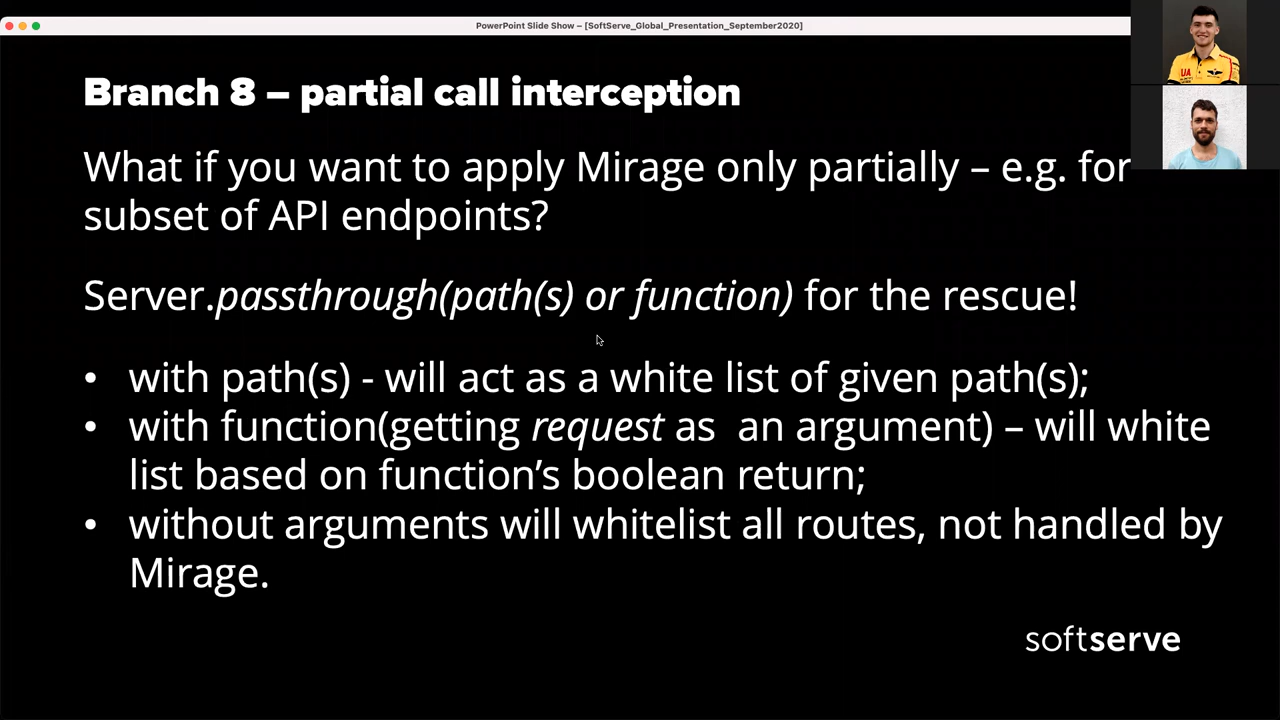 PowerPoint Slide Show – [SoftServe_Global_Presentation_September2020]
Branch 8 – partial call interception
What if you want to apply Mirage only partially – e.g. for
subset of API endpoints?
Server.passthrough(path(s) or function) for the rescue!
• with path(s) - will act as a white list of given path(s);
• with function(getting request as  an argument) – will white
list based on function’s boolean return;
• without arguments will whitelist all routes, not handled by
Mirage.
softserve
UA